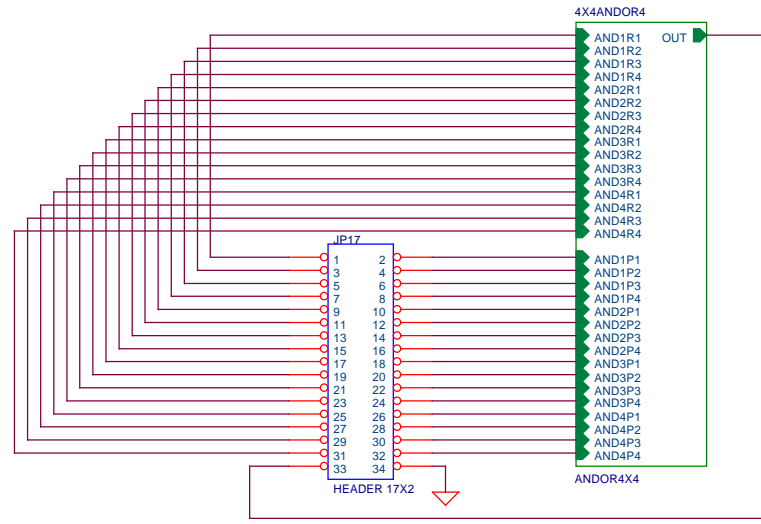 4X4ANDOR4
AND1R1 OUT
AND1R2
AND1R3
AND1R4
AND2R1
AND2R2
AND2R3
AND2R4
AND3R1
AND3R2
AND3R3
AND3R4
AND4R1
AND4R2
AND4R3
AND4R4
JP17
1 2 AND1P1
3 4 AND1P2
5 6 AND1P3
7 8 AND1P4
9 10 AND2P1
11 12 AND2P2
13 14 AND2P3
15 16 AND2P4
17 18 AND3P1
19 20 AND3P2
21 22 AND3P3
23 24 AND3P4
25 26 AND4P1
27 28 AND4P2
29 30 AND4P3
31 32 AND4P4
33 34
HEADER 17X2
ANDOR4X4